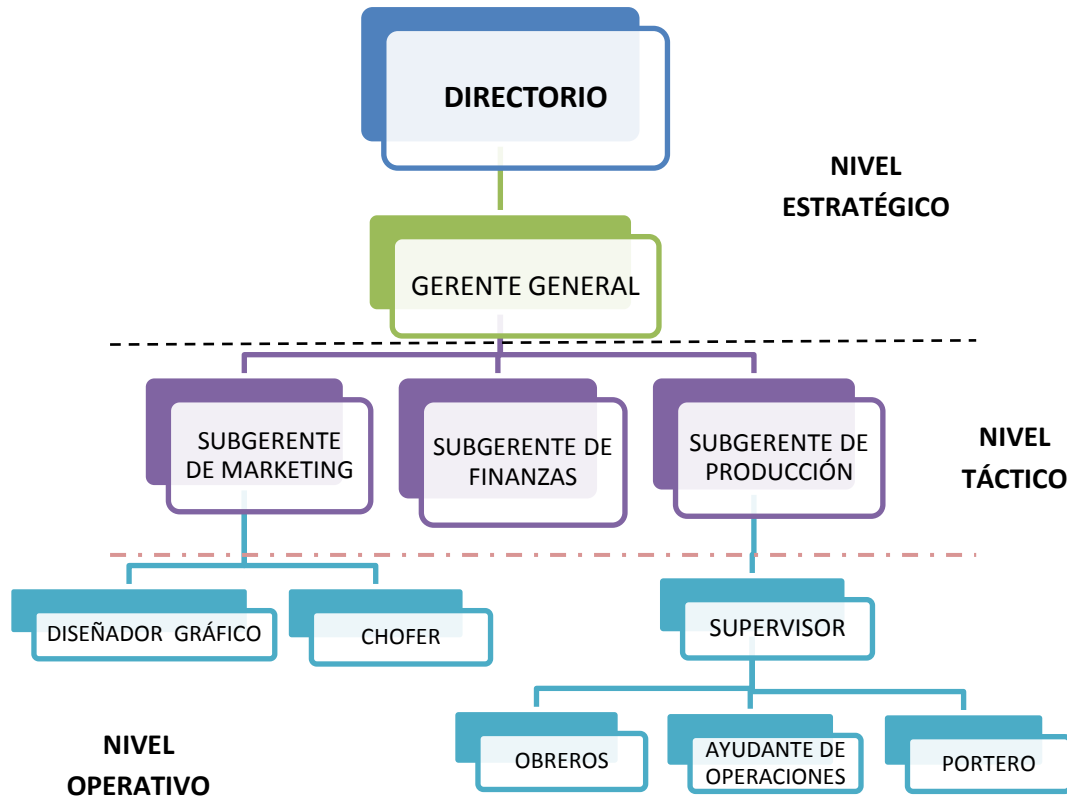 DIRECTORIO
NIVEL
ESTRATÉGICO
GERENTE GENERAL
SUBGERENTE
DE MARKETING
SUBGERENTE DE
FINANZAS
SUBGERENTE DE
PRODUCCIÓN
NIVEL
TÁCTICO
DISEÑADOR GRÁFICO
CHOFER
SUPERVISOR
OBREROS
AYUDANTE DE
OPERACIONES
PORTERO
NIVEL
OPERATIVO